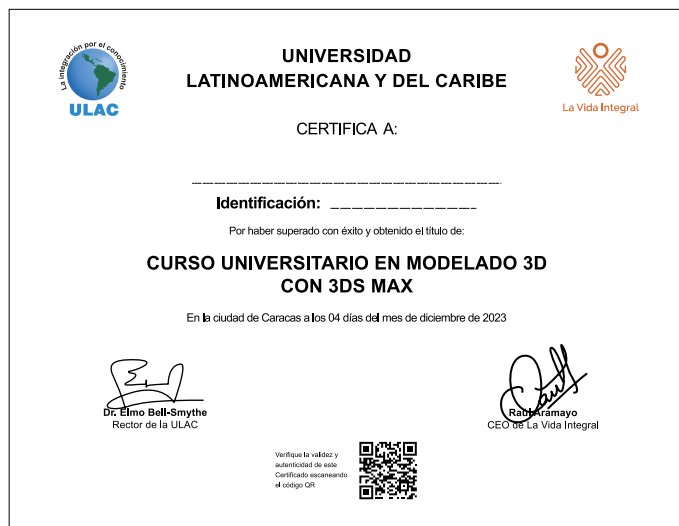 La integración por el conocimiento
ULAC
UNIVERSIDAD
LATINOAMERICANA Y DEL CARIBE
La Vida Integral
CERTIFICA A:
Identificación:
Por haber superado con éxito y obtenido el título de:
CURSO UNIVERSITARIO EN MODELADO 3D
CON 3DS MAX
En la ciudad de Caracas a los 04 días del mes de diciembre de 2023
Dr. Elmo Bell-Smythe
Rector de la ULAC
Raúl Aramayo
CEO de La Vida Integral
Verifique la validez y
autenticidad de este
Certificado escaneando
el código QR